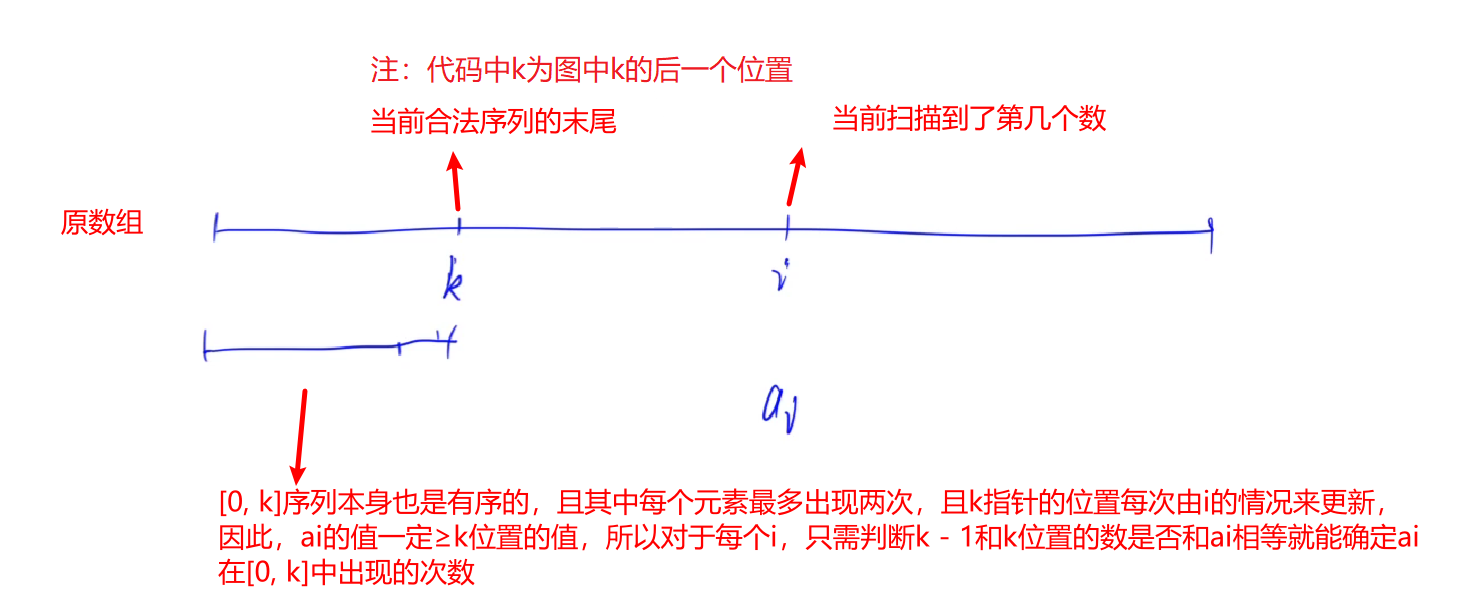 注：代码中k为图中k的后一个位置
当前合法序列的末尾
当前扫描到了第几个数
原数组
k
i
ai
[0, k]序列本身也是有序的，且其中每个元素最多出现两次，且k指针的位置每次由i的情况来更新，
因此，ai的值一定≥k位置的值，所以对于每个i，只需判断k - 1和k位置的数是否和ai相等就能确定ai
在[0, k]中出现的次数